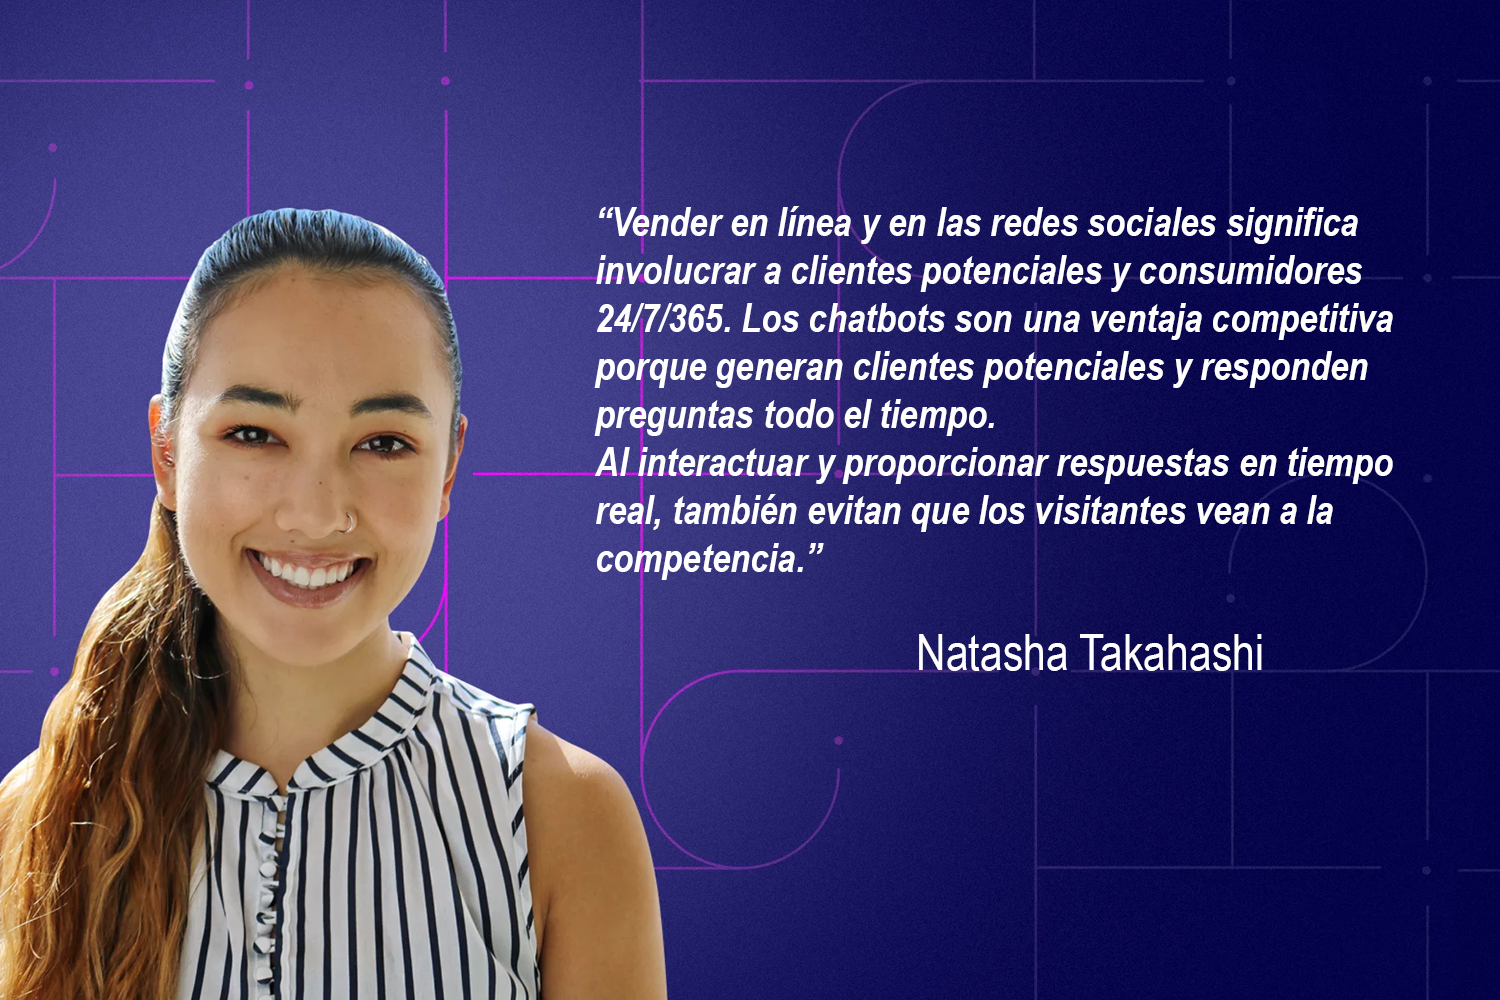 “Vender en línea y en las redes sociales significa
involucrar a clientes potenciales y consumidores
24/7/365. Los chatbots son una ventaja competitiva
porque generan clientes potenciales y responden
preguntas todo el tiempo.
Al interactuar y proporcionar respuestas en tiempo
real, también evitan que los visitantes vean a la
competencia.”
Natasha Takahashi